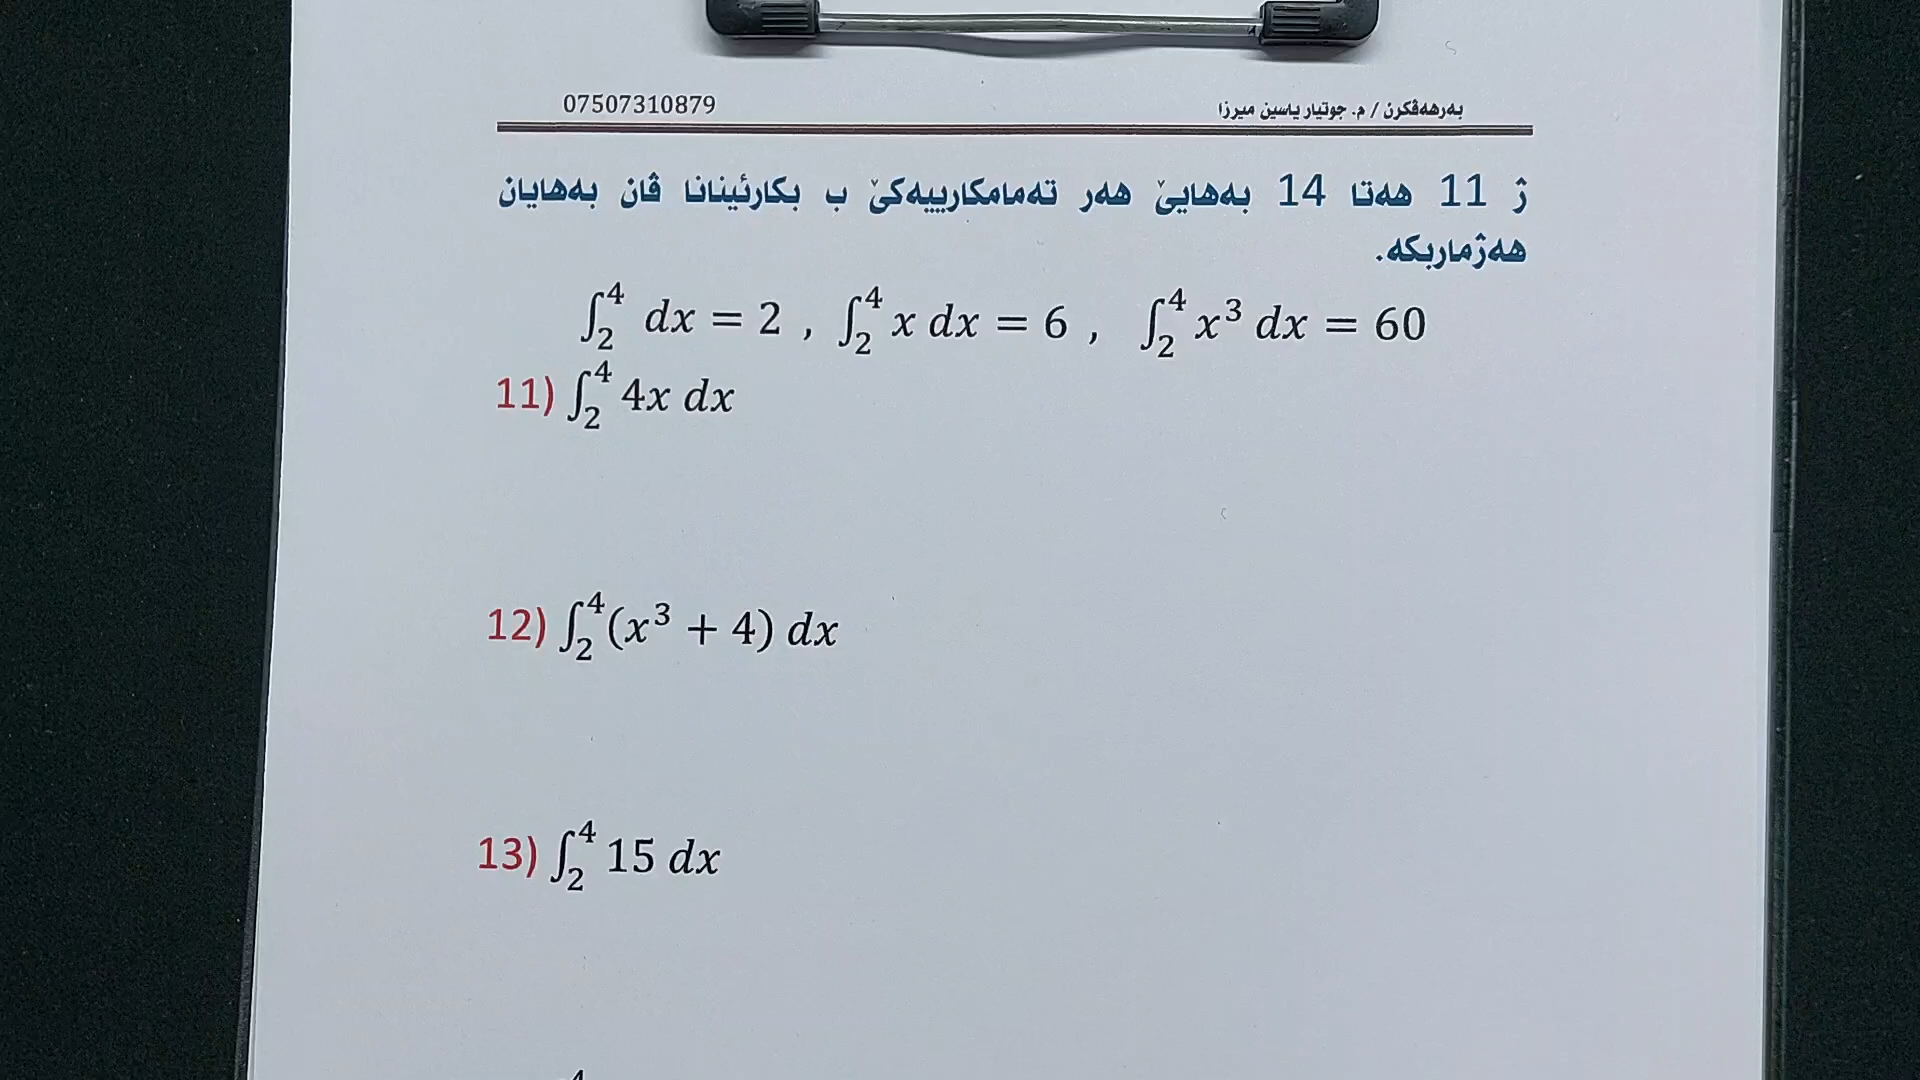 07507310879 بەرهەڤکرن / م. جوتیار یاسین میرزا
ژ 11 هەتا 14 بەهایێ هەر تەمامکارییەکێ ب بکارئینانا ڤان بەهایان
هەژماربکە.
∫₂⁴ dx = 2 , ∫₂⁴ x dx = 6 , ∫₂⁴ x³ dx = 60
11) ∫₂⁴ 4x dx
12) ∫₂⁴ (x³ + 4) dx
13) ∫₂⁴ 15 dx